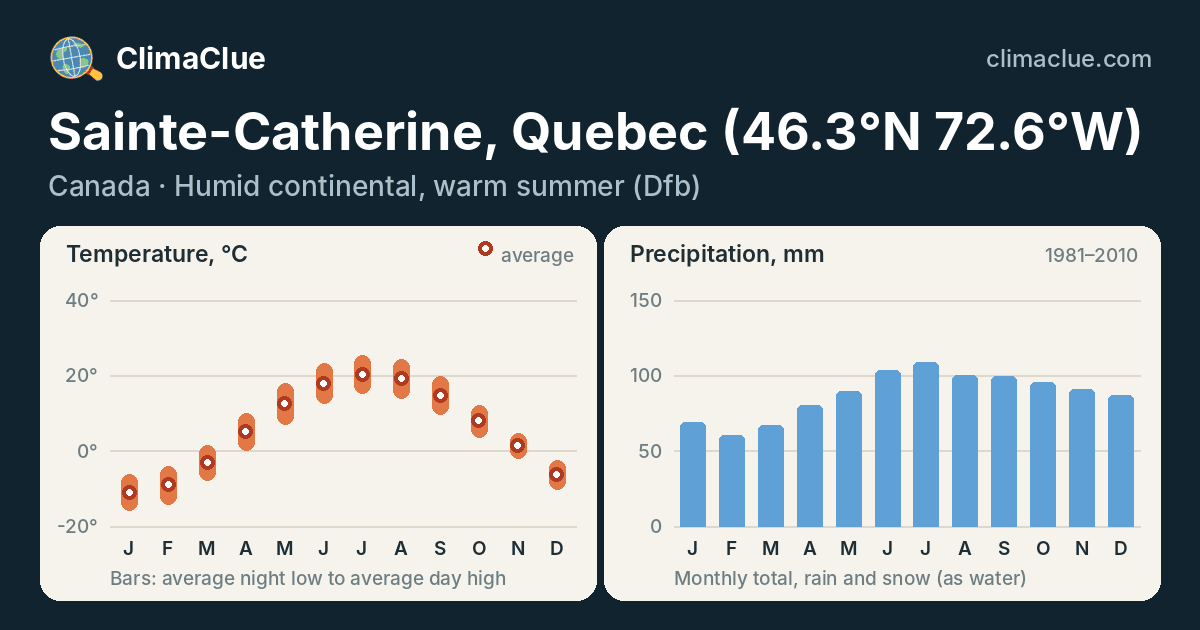 ClimaClue
climaclue.com
Sainte-Catherine, Quebec (46.3°N 72.6°W)
Canada · Humid continental, warm summer (Dfb)
Temperature, °C
average
40°
20°
0°
-20°
J F M A M J J A S O N D
Bars: average night low to average day high
Precipitation, mm
1981–2010
150
100
50
0
J F M A M J J A S O N D
Monthly total, rain and snow (as water)